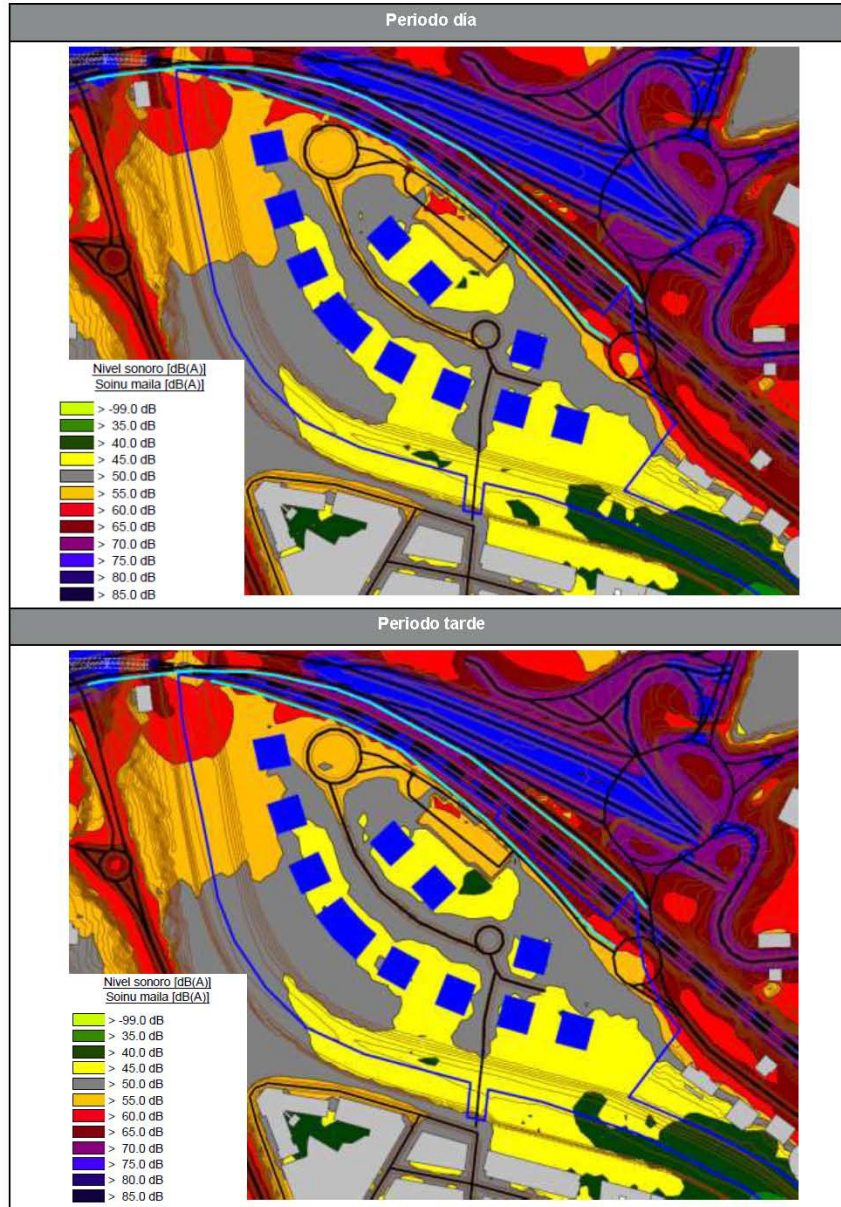 Periodo día
Nivel sonoro [dB(A)]
Soinu maila [dB(A)]
> -99.0 dB
> 35.0 dB
> 40.0 dB
> 45.0 dB
> 50.0 dB
> 55.0 dB
> 60.0 dB
> 65.0 dB
> 70.0 dB
> 75.0 dB
> 80.0 dB
> 85.0 dB
Periodo tarde
Nivel sonoro [dB(A)]
Soinu maila [dB(A)]
> -99.0 dB
> 35.0 dB
> 40.0 dB
> 45.0 dB
> 50.0 dB
> 55.0 dB
> 60.0 dB
> 65.0 dB
> 70.0 dB
> 75.0 dB
> 80.0 dB
> 85.0 dB